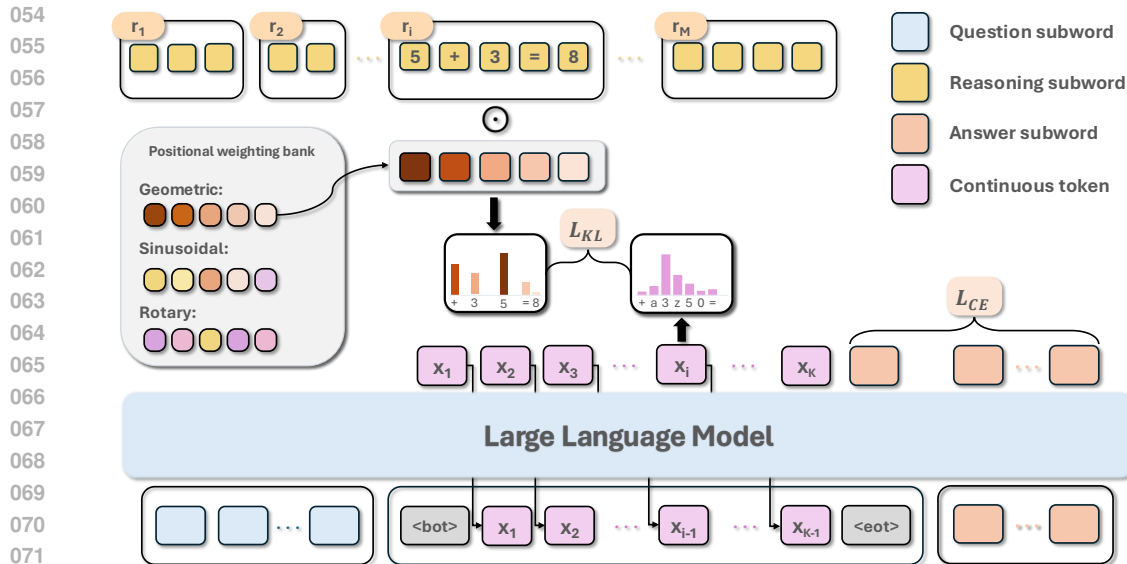 054
055
056
057
058
059
060
061
062
063
064
065
066
067
068
069
070
071
r1 r2 ri rM
5 + 3 = 8
Question subword
Reasoning subword
Answer subword
Continuous token
Positional weighting bank
Geometric:
Sinusoidal:
Rotary:
LKL
+ 3 5 = 8
+ a 3 z 5 0 =
LCE
x1 x2 x3 xi xK
Large Language Model
<bot> x1 x2 xi-1 xK-1 <eot>